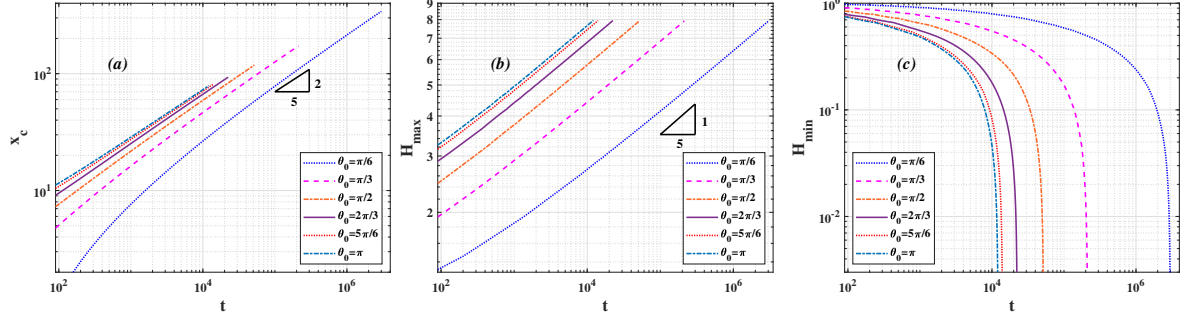 (a)
x_c
10^2
10^1
2
5
θ_0=π/6
θ_0=π/3
θ_0=π/2
θ_0=2π/3
θ_0=5π/6
θ_0=π
10^2
10^4
10^6
t
(b)
H_max
9
8
7
6
5
4
3
2
1
5
θ_0=π/6
θ_0=π/3
θ_0=π/2
θ_0=2π/3
θ_0=5π/6
θ_0=π
10^2
10^4
10^6
t
(c)
H_min
10^0
10^-1
10^-2
θ_0=π/6
θ_0=π/3
θ_0=π/2
θ_0=2π/3
θ_0=5π/6
θ_0=π
10^2
10^4
10^6
t